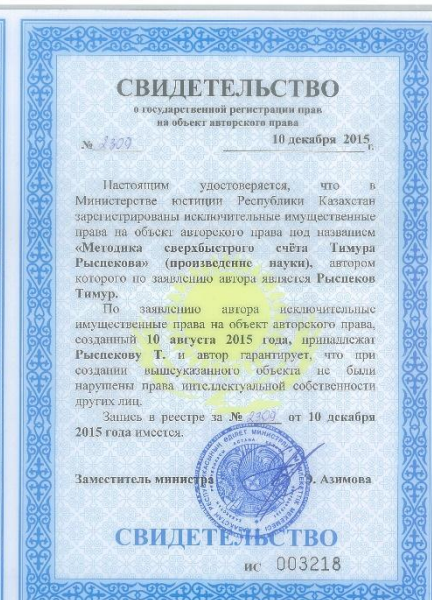 СВИДЕТЕЛЬСТВО
о государственной регистрации прав
на объект авторского права
№ 2309 10 декабря 2015 г.
Настоящим удостоверяется, что в
Министерстве юстиции Республики Казахстан
зарегистрированы исключительные имущественные
права на объект авторского права под названием
«Методика сверхбыстрого счёта Тимура
Рыспекова» (произведение науки), автором
которого по заявлению автора является Рыспеков
Тимур.
По заявлению автора исключительные
имущественные права на объект авторского права,
созданный 10 августа 2015 года, принадлежат
Рыспекову Т. и автор гарантирует, что при
создании вышеуказанного объекта не были
нарушены права интеллектуальной собственности
других лиц.
Запись в реестре за № 2309 от 10 декабря
2015 года имеется.
Заместитель министра Э. Азимова
СВИДЕТЕЛЬСТВО
ИС 003218